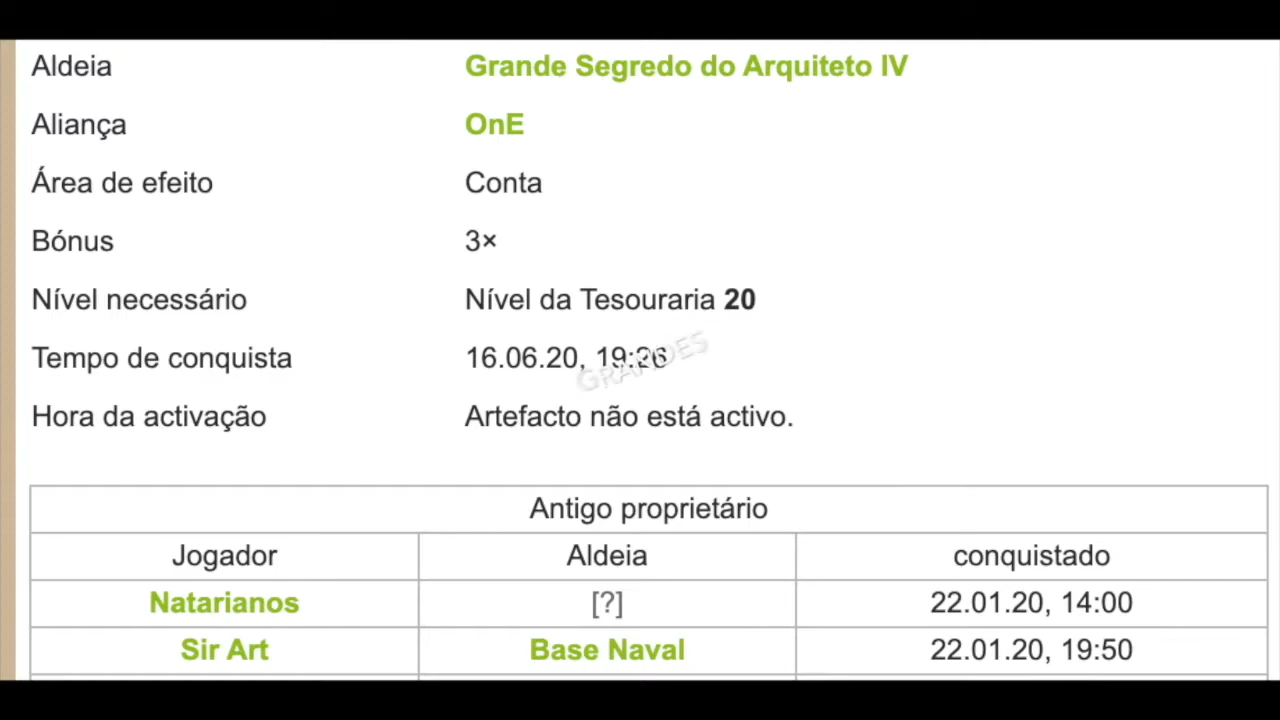 Aldeia Grande Segredo do Arquiteto IV
Aliança OnE
Área de efeito Conta
Bónus 3×
Nível necessário Nível da Tesouraria 20
Tempo de conquista 16.06.20, 19:26
GRANDES
Hora da activação Artefacto não está activo.
Antigo proprietário
Jogador Aldeia conquistado
Natarianos [?] 22.01.20, 14:00
Sir Art Base Naval 22.01.20, 19:50